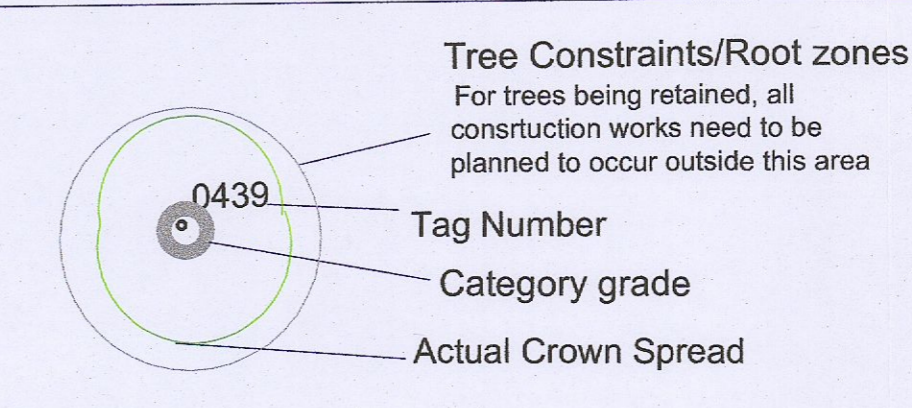 Tree Constraints/Root zones
For trees being retained, all
consrtuction works need to be
planned to occur outside this area
0439
Tag Number
Category grade
Actual Crown Spread